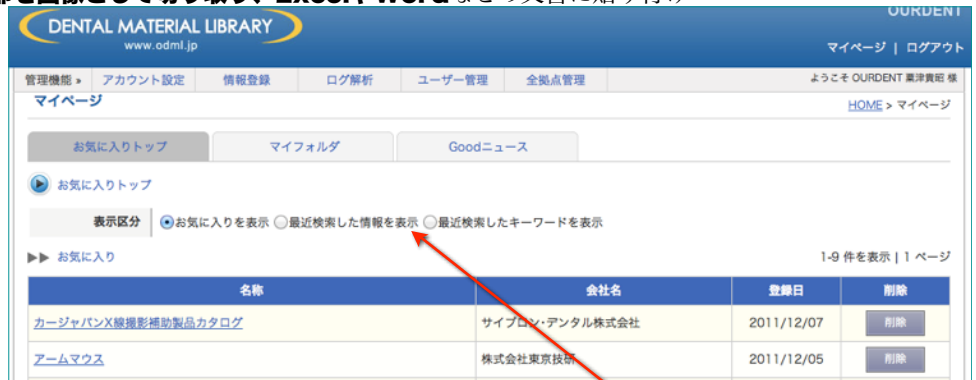 DENTAL MATERIAL LIBRARY
www.odml.jp
OURDENT
マイページ | ログアウト
管理機能 » アカウント設定 情報登録 ログ解析 ユーザー管理 全拠点管理
ようこそ OURDENT 粟津貴昭 様
マイページ
HOME > マイページ
お気に入りトップ マイフォルダ Goodニュース
お気に入りトップ
表示区分 お気に入りを表示 最近検索した情報を表示 最近検索したキーワードを表示
お気に入り
1-9 件を表示 | 1 ページ
名称 会社名 登録日 削除
カージャパンX線撮影補助製品カタログ サイブロン・デンタル株式会社 2011/12/07 削除
アームマウス 株式会社東京技研 2011/12/05 削除